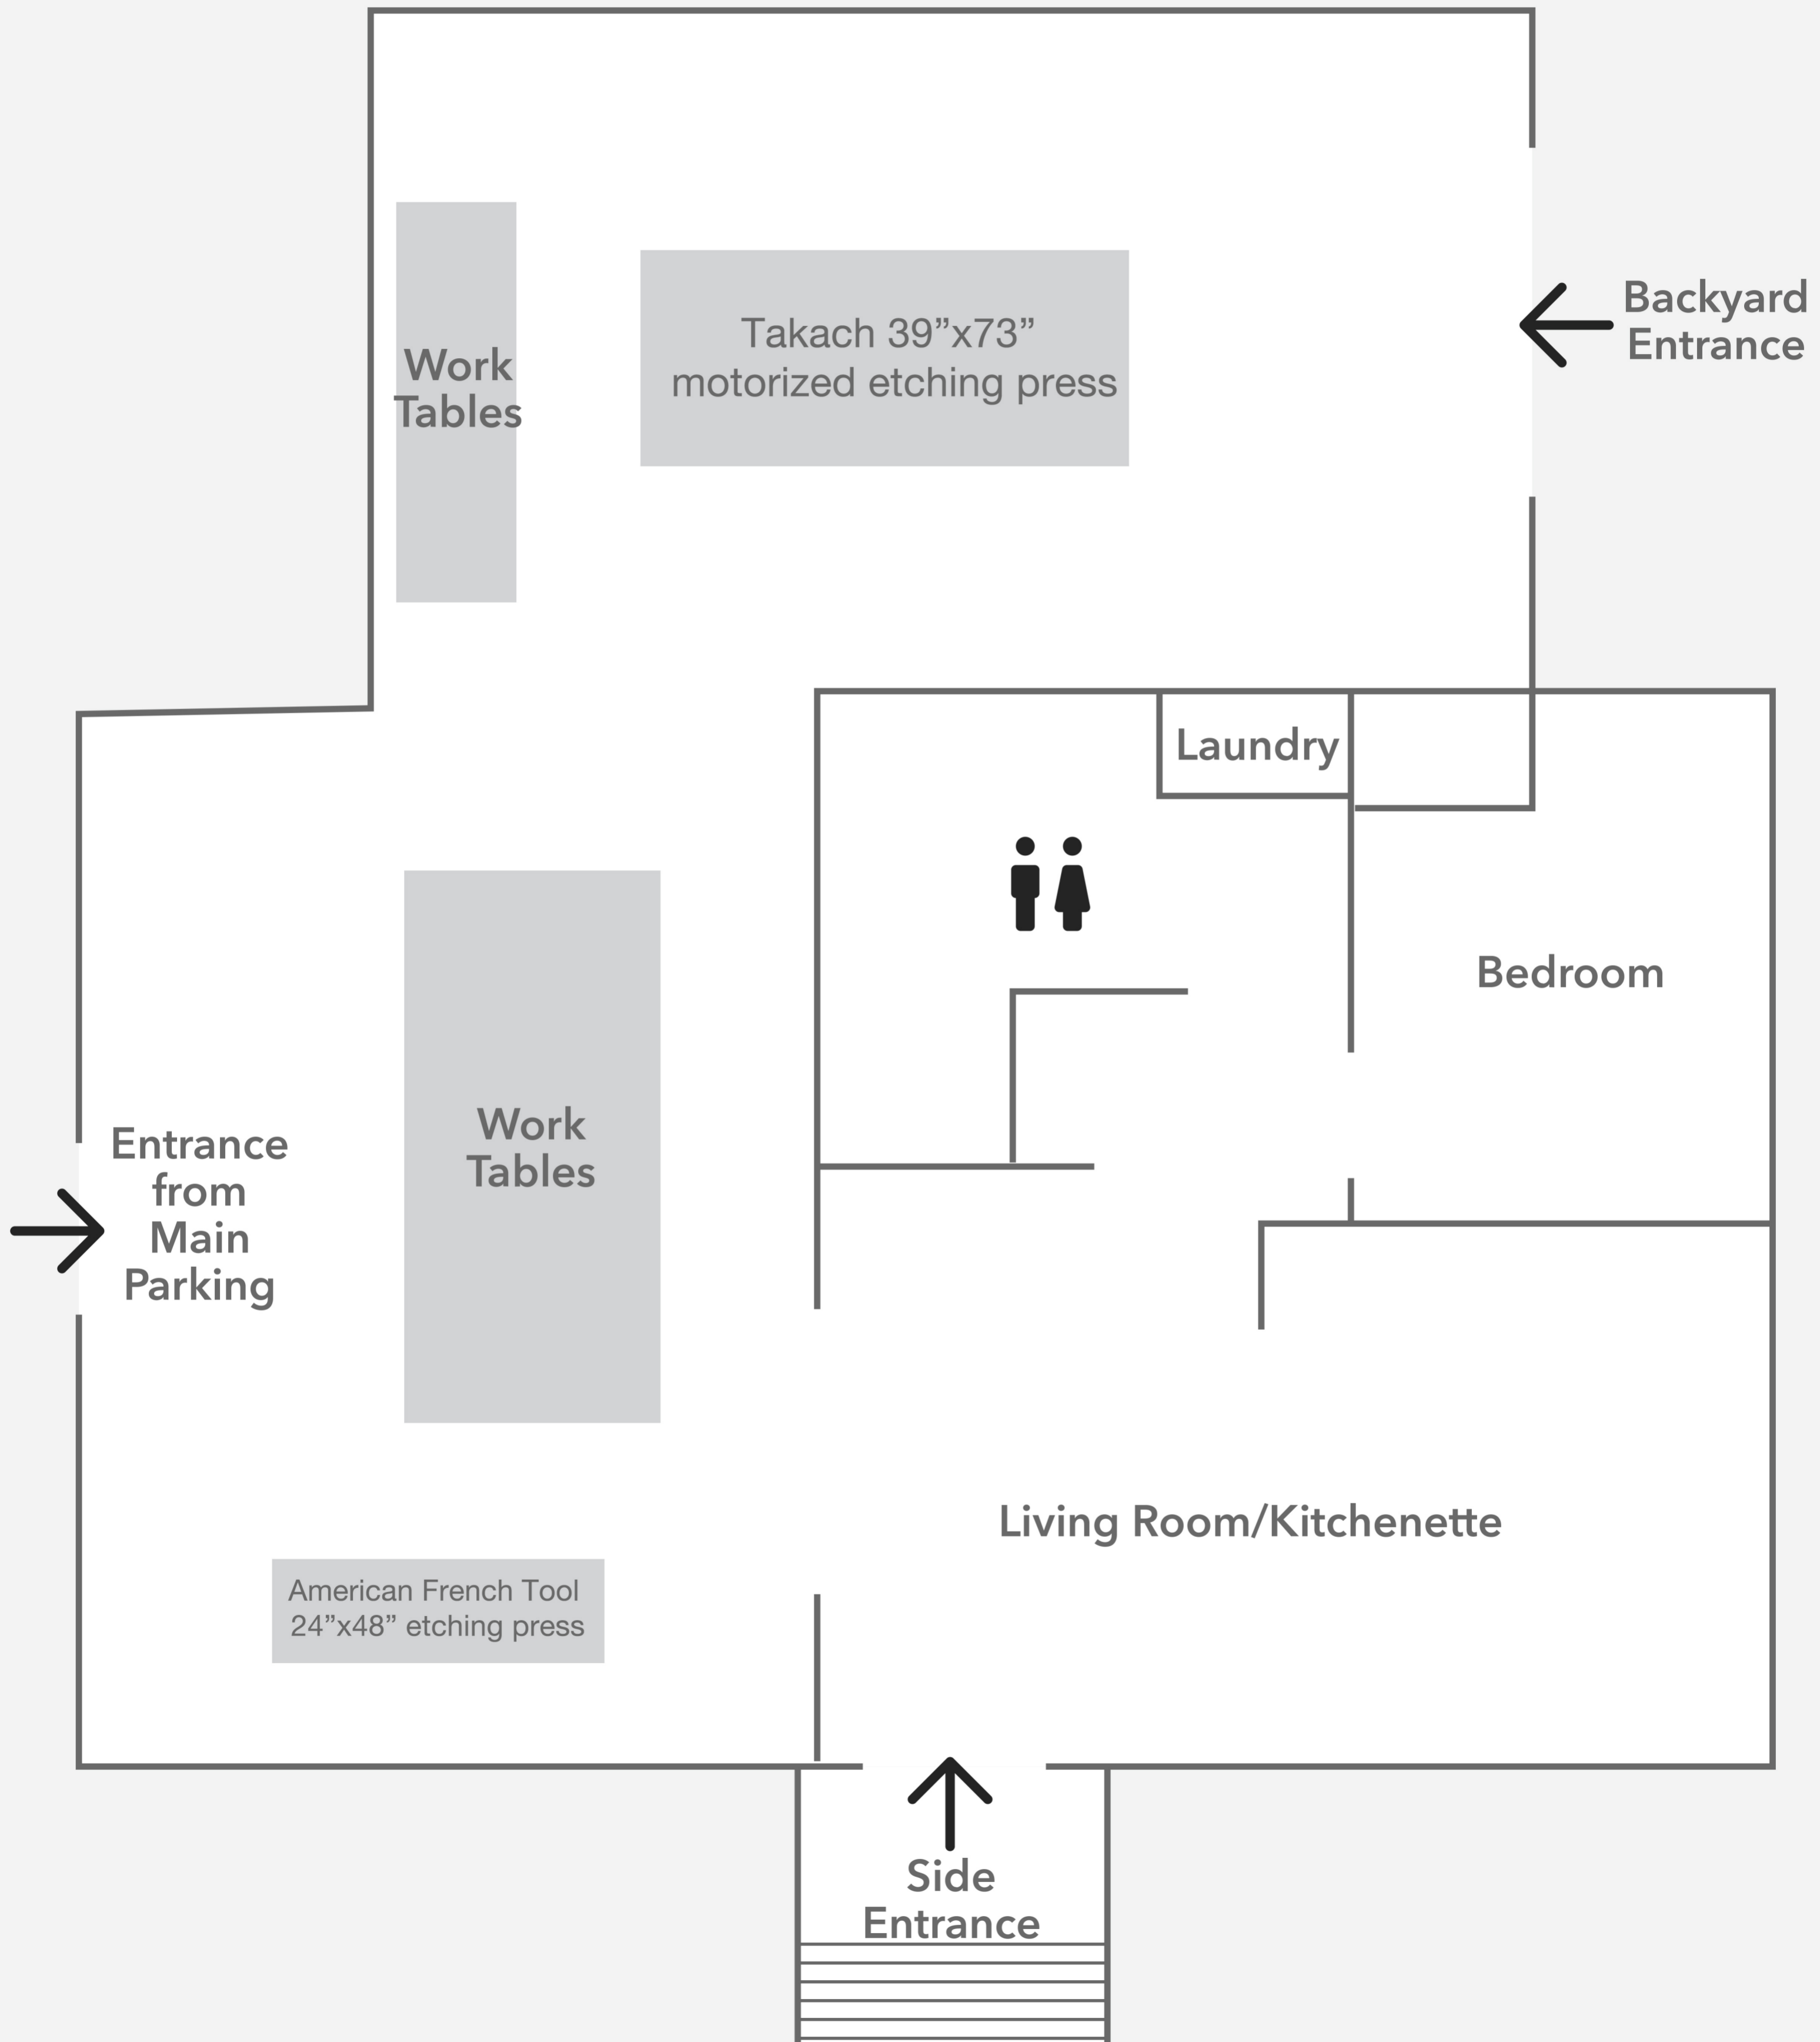 Backyard
Entrance
Takach 39”x73”
motorized etching press
Work
Tables
Laundry
Bedroom
Work
Tables
Entrance
from
Main
Parking
Living Room/Kitchenette
American French Tool
24”x48” etching press
Side
Entrance